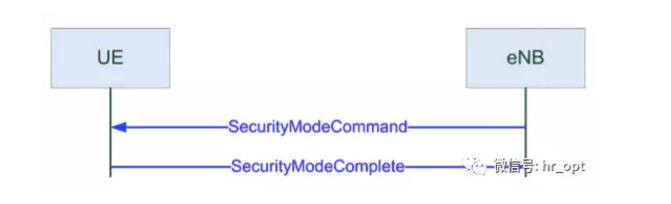 UE
eNB
SecurityModeCommand
SecurityModeComplete
微信号: hr_opt